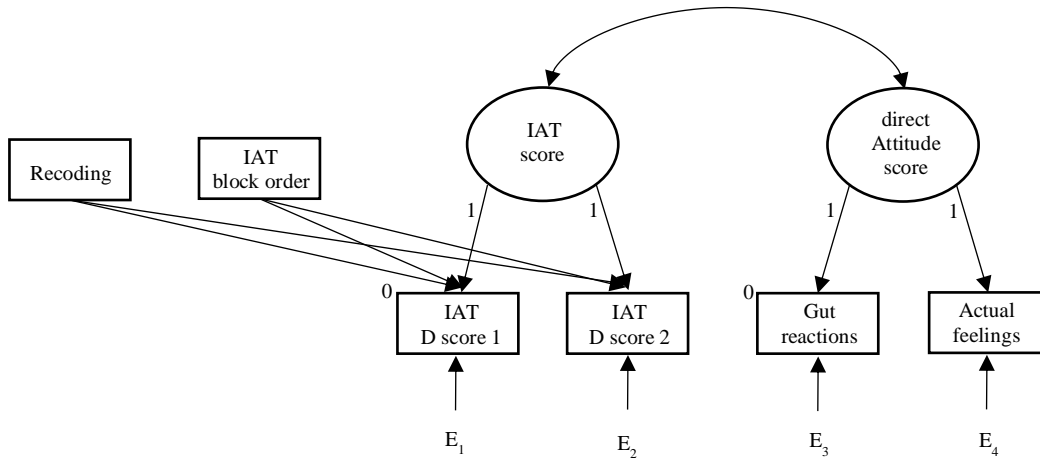 IAT
score
direct
Attitude
score
Recoding
IAT
block order
1
1
1
1
0
IAT
D score 1
IAT
D score 2
0
Gut
reactions
Actual
feelings
E₁
E₂
E₃
E₄